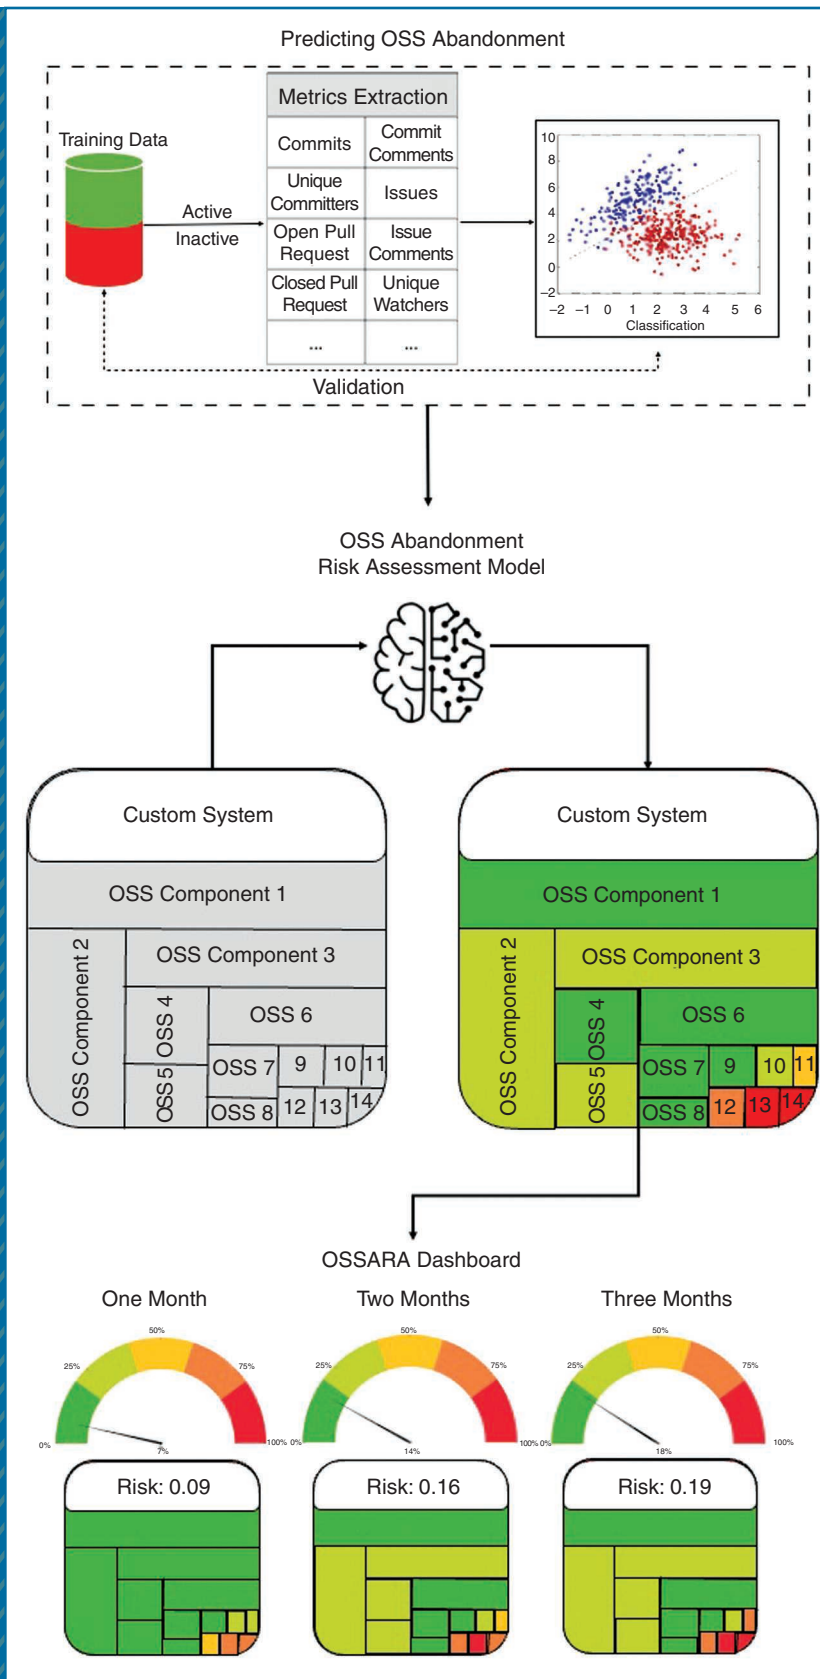 Predicting OSS Abandonment
Training Data
Active
Inactive
Metrics Extraction
Commits
Commit
Comments
Unique
Committers
Issues
Open Pull
Request
Issue
Comments
Closed Pull
Request
Unique
Watchers
...
...
10
8
6
4
2
0
−2
−2 −1 0 1 2 3 4 5 6
Classification
Validation
OSS Abandonment
Risk Assessment Model
Custom System
OSS Component 1
OSS Component 2
OSS Component 3
OSS 4
OSS 5
OSS 6
OSS 7
OSS 8
9
10
11
12
13
14
Custom System
OSS Component 1
OSS Component 2
OSS Component 3
OSS 4
OSS 5
OSS 6
OSS 7
OSS 8
9
10
11
12
13
14
OSSARA Dashboard
One Month
0%
25%
50%
75%
100%
7%
Risk: 0.09
Two Months
0%
25%
50%
75%
100%
14%
Risk: 0.16
Three Months
0%
25%
50%
75%
100%
18%
Risk: 0.19